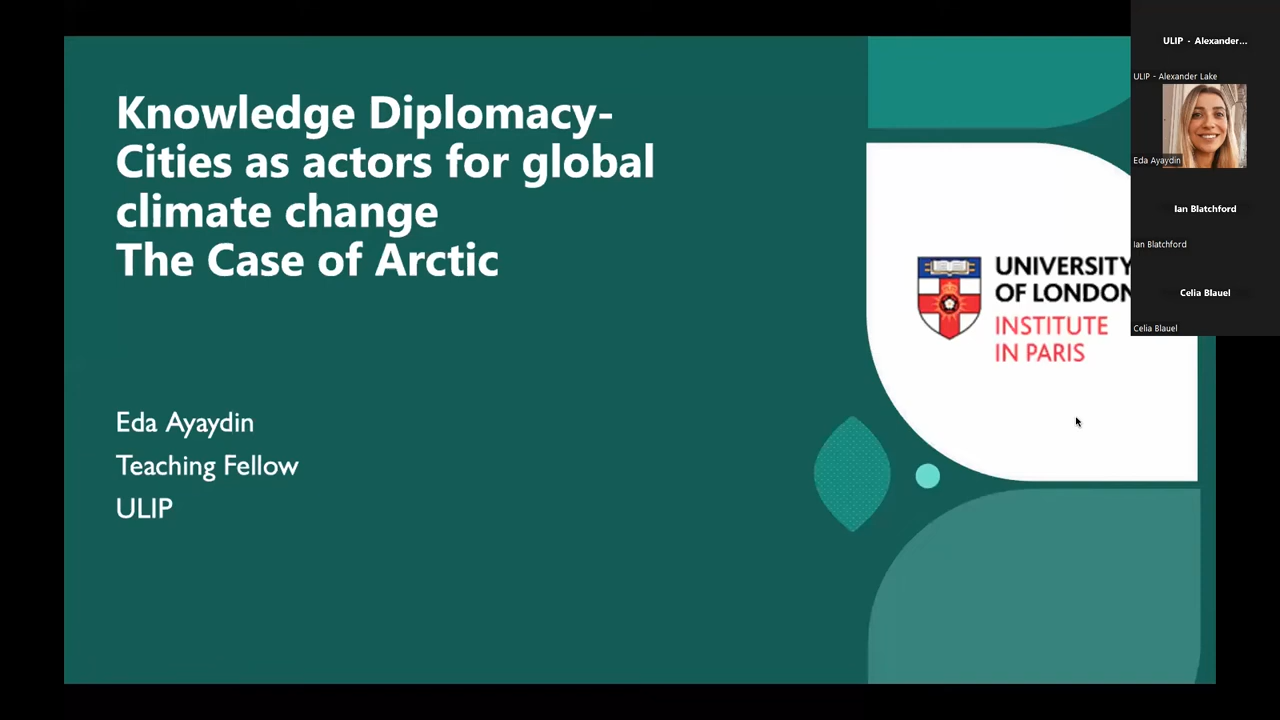 Knowledge Diplomacy-
Cities as actors for global
climate change
The Case of Arctic
Eda Ayaydin
Teaching Fellow
ULIP
UNIVERSITY
OF LONDON
INSTITUTE
IN PARIS
ULIP - Alexander...
ULIP - Alexander Lake
Eda Ayaydin
Ian Blatchford
Ian Blatchford
Celia Blauel
Celia Blauel